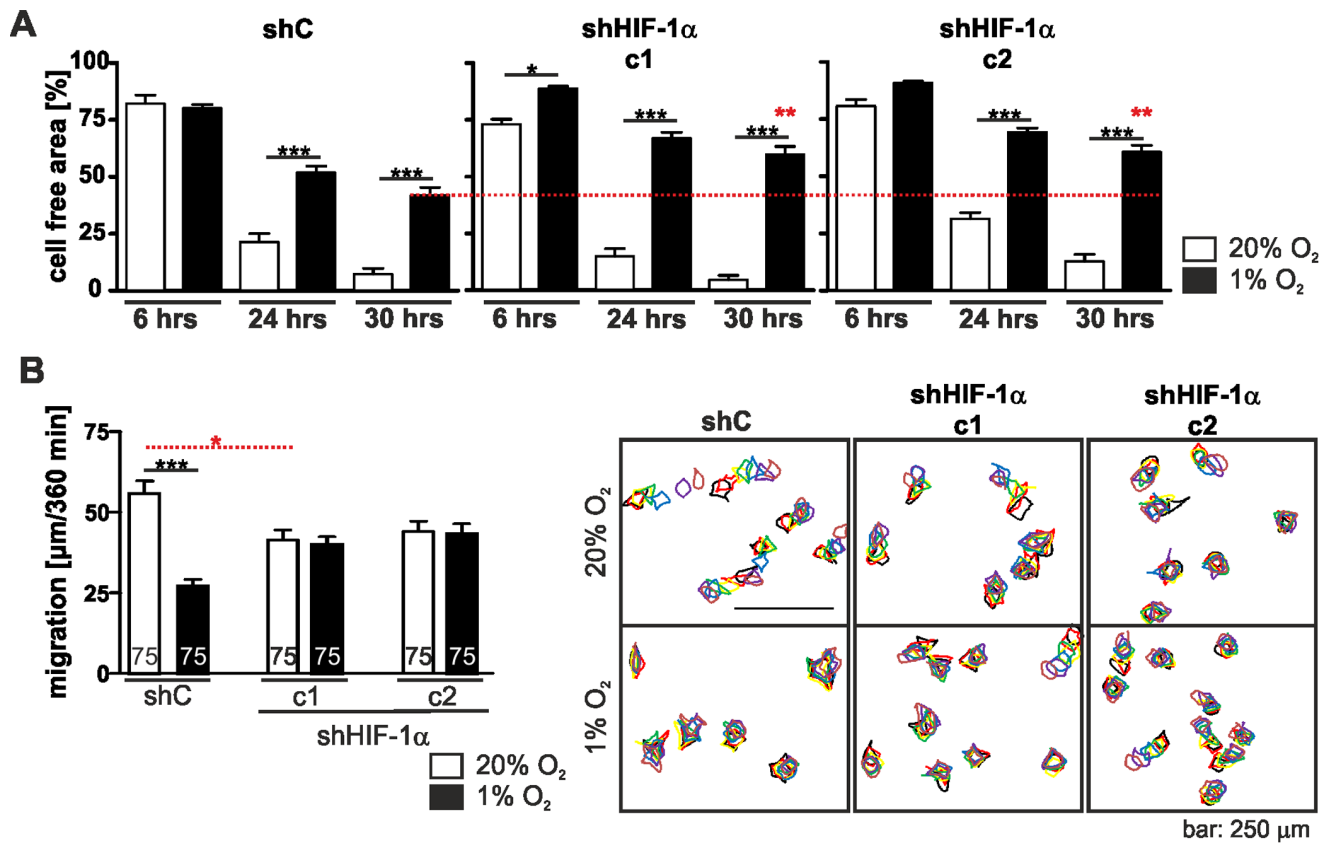 A
shC
shHIF-1α
c1
shHIF-1α
c2
cell free area [%]
100
75
50
25
0
***
***
*
***
***
**
***
***
**
6 hrs
24 hrs
30 hrs
6 hrs
24 hrs
30 hrs
6 hrs
24 hrs
30 hrs
20% O₂
1% O₂
B
migration [µm/360 min]
75
50
25
0
*
***
75
75
75
75
75
75
shC
c1
c2
shHIF-1α
20% O₂
1% O₂
shC
shHIF-1α
c1
shHIF-1α
c2
20% O₂
1% O₂
bar: 250 µm